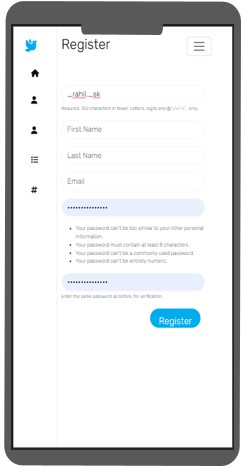 Register
_rahil._sk
Required. 150 characters or fewer. Letters, digits and @/./+/-/_ only.
First Name
Last Name
Email
•••••••••••••••
Your password can't be too similar to your other personal
information.
Your password must contain at least 8 characters.
Your password can't be a commonly used password.
Your password can't be entirely numeric.
•••••••••••••••
Enter the same password as before, for verification.
Register
#